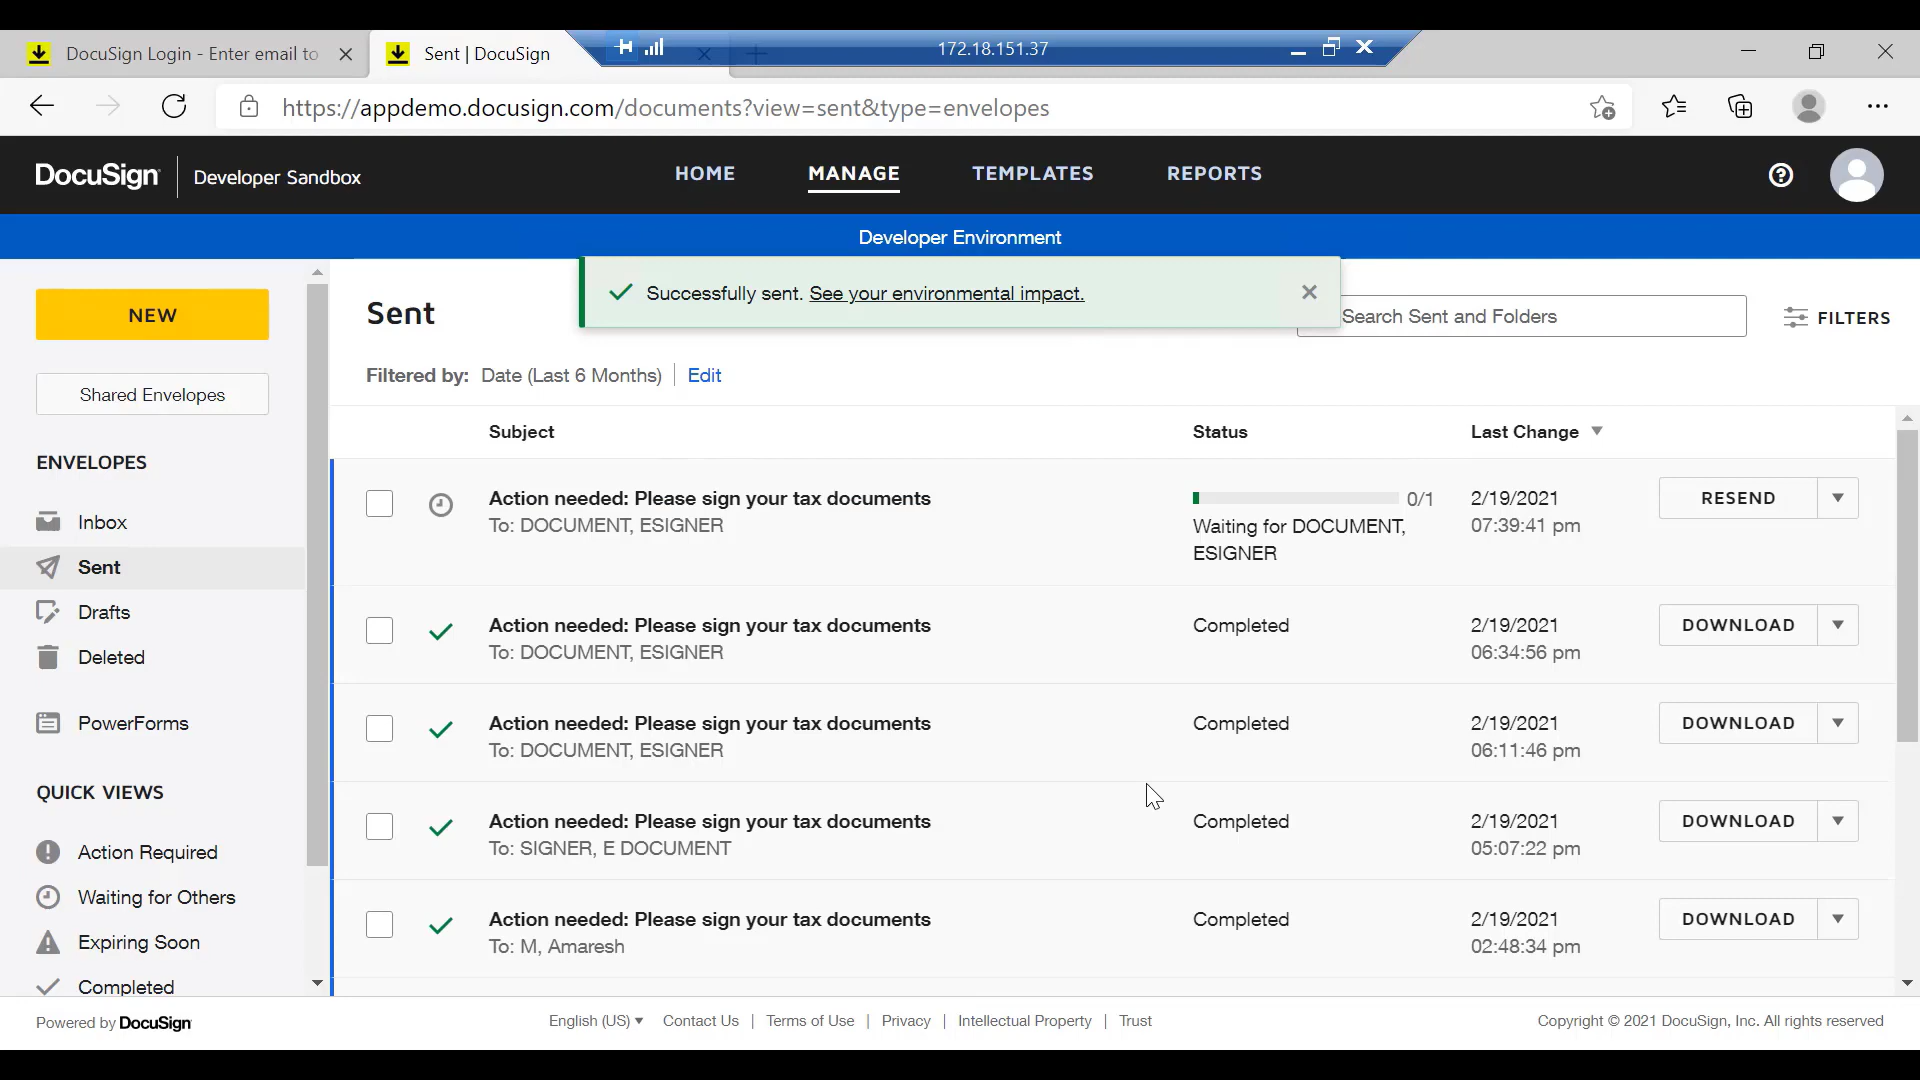 DocuSign Login - Enter email to
Sent | DocuSign
172.18.151.37
https://appdemo.docusign.com/documents?view=sent&type=envelopes
DocuSign
Developer Sandbox
HOME
MANAGE
TEMPLATES
REPORTS
Developer Environment
NEW
Shared Envelopes
ENVELOPES
Inbox
Sent
Drafts
Deleted
PowerForms
QUICK VIEWS
Action Required
Waiting for Others
Expiring Soon
Completed
Sent
Successfully sent. See your environmental impact.
Search Sent and Folders
FILTERS
Filtered by: Date (Last 6 Months) | Edit
Subject
Status
Last Change
Action needed: Please sign your tax documents
To: DOCUMENT, ESIGNER
0/1
Waiting for DOCUMENT,
ESIGNER
2/19/2021
07:39:41 pm
RESEND
Action needed: Please sign your tax documents
To: DOCUMENT, ESIGNER
Completed
2/19/2021
06:34:56 pm
DOWNLOAD
Action needed: Please sign your tax documents
To: DOCUMENT, ESIGNER
Completed
2/19/2021
06:11:46 pm
DOWNLOAD
Action needed: Please sign your tax documents
To: SIGNER, E DOCUMENT
Completed
2/19/2021
05:07:22 pm
DOWNLOAD
Action needed: Please sign your tax documents
To: M, Amaresh
Completed
2/19/2021
02:48:34 pm
DOWNLOAD
Powered by DocuSign
English (US)
Contact Us | Terms of Use | Privacy | Intellectual Property | Trust
Copyright © 2021 DocuSign, Inc. All rights reserved